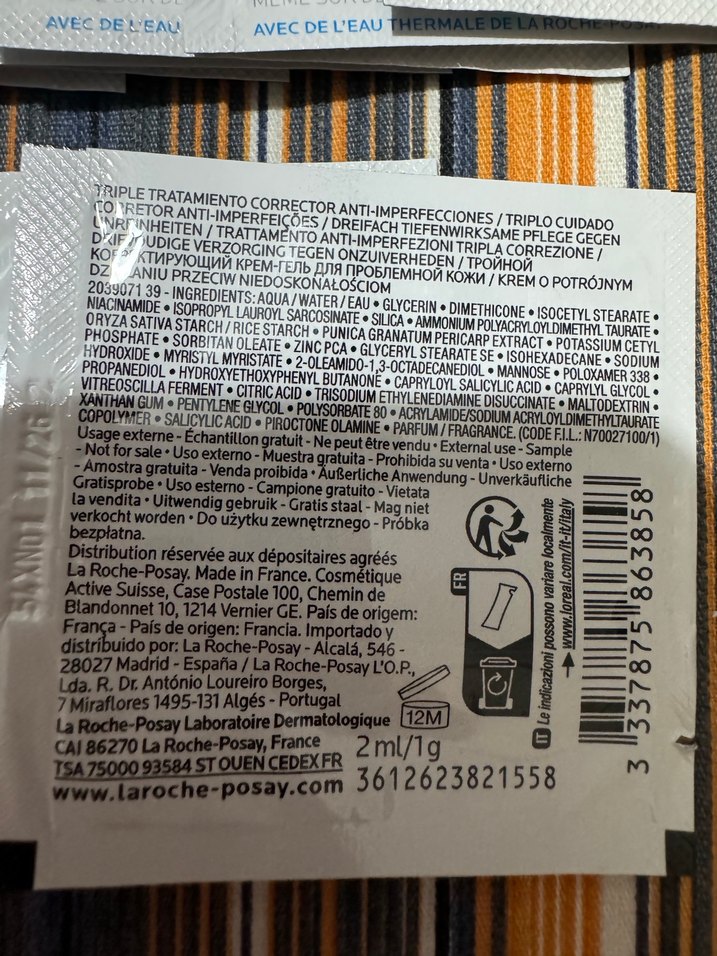 MÊME SUR DE
AVEC DE L'EAU
AVEC DE L'EAU THERMALE DE LA ROCHE-POSAY
TRIPLE TRATAMIENTO CORRECTOR ANTI-IMPERFECCIONES / TRIPLO CUIDADO
CORRETOR ANTI-IMPERFEIÇÕES / DREIFACH TIEFENWIRKSAME PFLEGE GEGEN
UNREINHEITEN / TRATTAMENTO ANTI-IMPERFEZIONI TRIPLA CORREZIONE /
DRIEVOUDIGE VERZORGING TEGEN ONZUIVERHEDEN / ТРОЙНОЙ
КОРРЕКТИРУЮЩИЙ КРЕМ-ГЕЛЬ ДЛЯ ПРОБЛЕМНОЙ КОЖИ / KREM O POTRÓJNYM
DZIAŁANIU PRZECIW NIEDOSKONAŁOŚCIOM
2039071 39 - INGREDIENTS: AQUA / WATER / EAU • GLYCERIN • DIMETHICONE • ISOCETYL STEARATE •
NIACINAMIDE • ISOPROPYL LAUROYL SARCOSINATE • SILICA • AMMONIUM POLYACRYLOYLDIMETHYL TAURATE •
ORYZA SATIVA STARCH / RICE STARCH • PUNICA GRANATUM PERICARP EXTRACT • POTASSIUM CETYL
PHOSPHATE • SORBITAN OLEATE • ZINC PCA • GLYCERYL STEARATE SE • ISOHEXADECANE • SODIUM
HYDROXIDE • MYRISTYL MYRISTATE • 2-OLEAMIDO-1,3-OCTADECANEDIOL • MANNOSE • POLOXAMER 338 •
PROPANEDIOL • HYDROXYETHOXYPHENYL BUTANONE • CAPRYLOYL SALICYLIC ACID • CAPRYLYL GLYCOL •
VITREOSCILLA FERMENT • CITRIC ACID • TRISODIUM ETHYLENEDIAMINE DISUCCINATE • MALTODEXTRIN •
XANTHAN GUM • PENTYLENE GLYCOL • POLYSORBATE 80 • ACRYLAMIDE/SODIUM ACRYLOYLDIMETHYLTAURATE
COPOLYMER • SALICYLIC ACID • PIROCTONE OLAMINE • PARFUM / FRAGRANCE. (CODE F.I.L.: N70027100/1)
Usage externe - Échantillon gratuit - Ne peut être vendu • External use - Sample
- Not for sale • Uso externo - Muestra gratuita - Prohibida su venta • Uso externo
- Amostra gratuita - Venda proibida • Äußerliche Anwendung - Unverkäufliche
Gratisprobe • Uso esterno - Campione gratuito - Vietata
la vendita • Uitwendig gebruik - Gratis staal - Mag niet
verkocht worden • Do użytku zewnętrznego - Próbka
bezpłatna.
Distribution réservée aux dépositaires agréés
La Roche-Posay. Made in France. Cosmétique
Active Suisse, Case Postale 100, Chemin de
Blandonnet 10, 1214 Vernier GE. País de origem:
França - País de origen: Francia. Importado y
distribuido por: La Roche-Posay - Alcalá, 546 -
28027 Madrid - España / La Roche-Posay L'O.P.,
Lda. R. Dr. António Loureiro Borges,
7 Miraflores 1495-131 Algés - Portugal
La Roche-Posay Laboratoire Dermatologique
CAI 86270 La Roche-Posay, France
TSA 75000 93584 ST OUEN CEDEX FR
www.laroche-posay.com
12M
2 ml/1g
3612623821558
FR
IT Le indicazioni possono variare localmente
www.loreal.com/it-it/italy
3 337875 863858
11/26